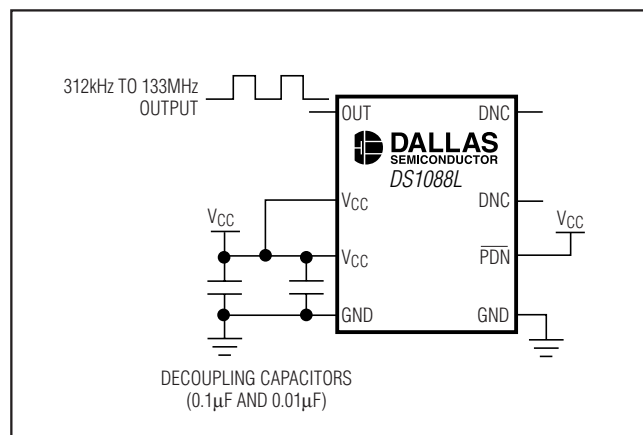 312kHz TO 133MHz
OUTPUT
OUT
DNC
DALLAS
SEMICONDUCTOR
DS1088L
VCC
DNC
VCC
VCC
VCC
PDN
GND
GND
DECOUPLING CAPACITORS
(0.1μF AND 0.01μF)